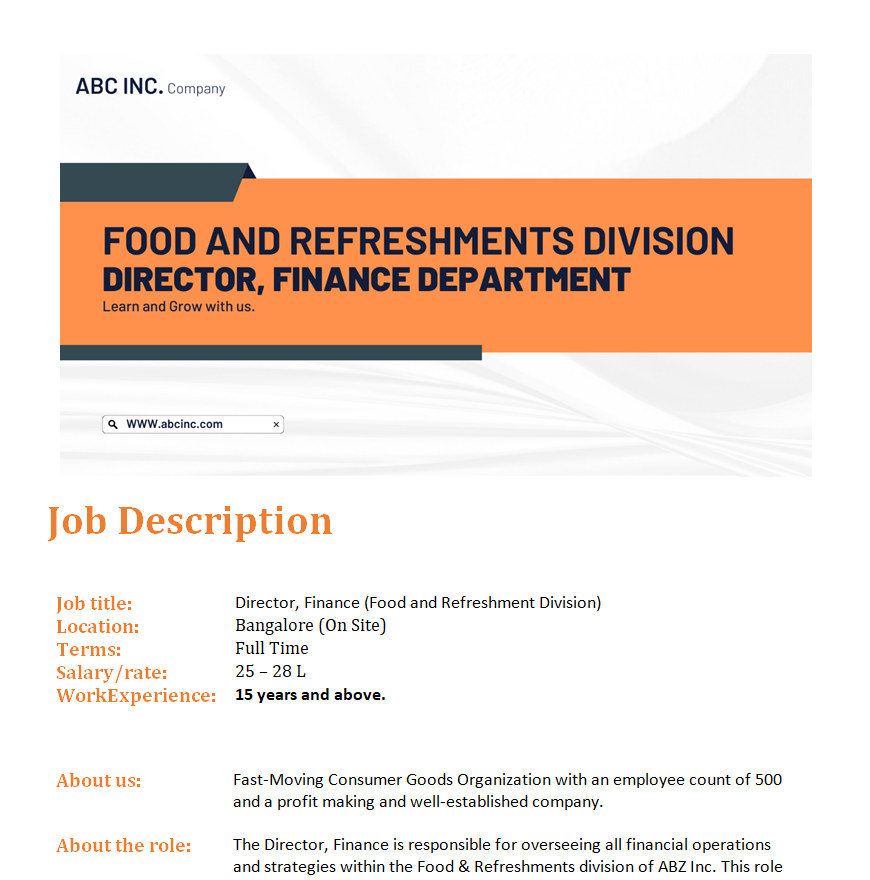 ABC INC. Company
FOOD AND REFRESHMENTS DIVISION
DIRECTOR, FINANCE DEPARTMENT
Learn and Grow with us.
WWW.abcinc.com ×
Job Description
Job title: Director, Finance (Food and Refreshment Division)
Location: Bangalore (On Site)
Terms: Full Time
Salary/rate: 25 – 28 L
WorkExperience: 15 years and above.
About us: Fast-Moving Consumer Goods Organization with an employee count of 500
and a profit making and well-established company.
About the role: The Director, Finance is responsible for overseeing all financial operations
and strategies within the Food & Refreshments division of ABZ Inc. This role